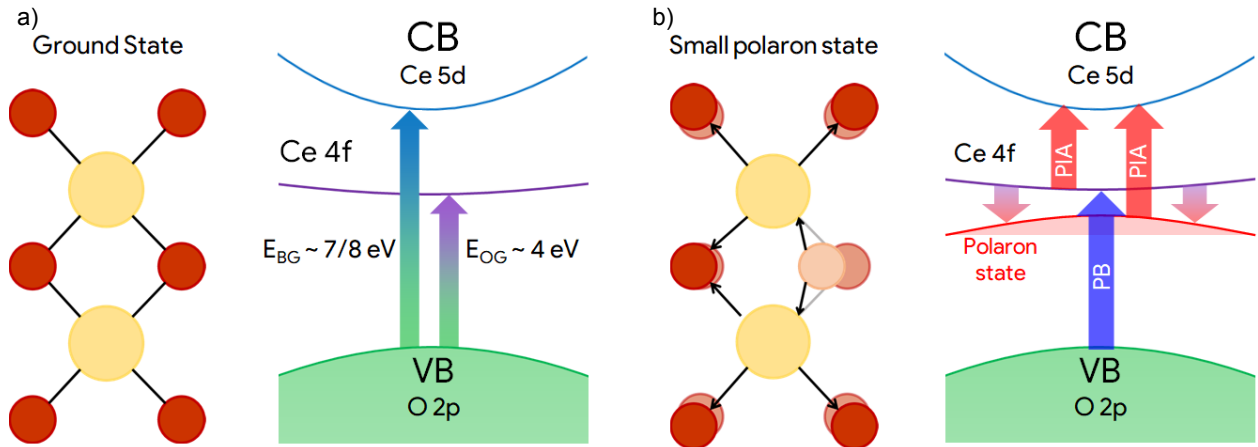 a)
Ground State
CB
Ce 5d
Ce 4f
E_BG ~ 7/8 eV
E_OG ~ 4 eV
VB
O 2p
b)
Small polaron state
CB
Ce 5d
Ce 4f
PIA
PIA
Polaron
state
PB
VB
O 2p